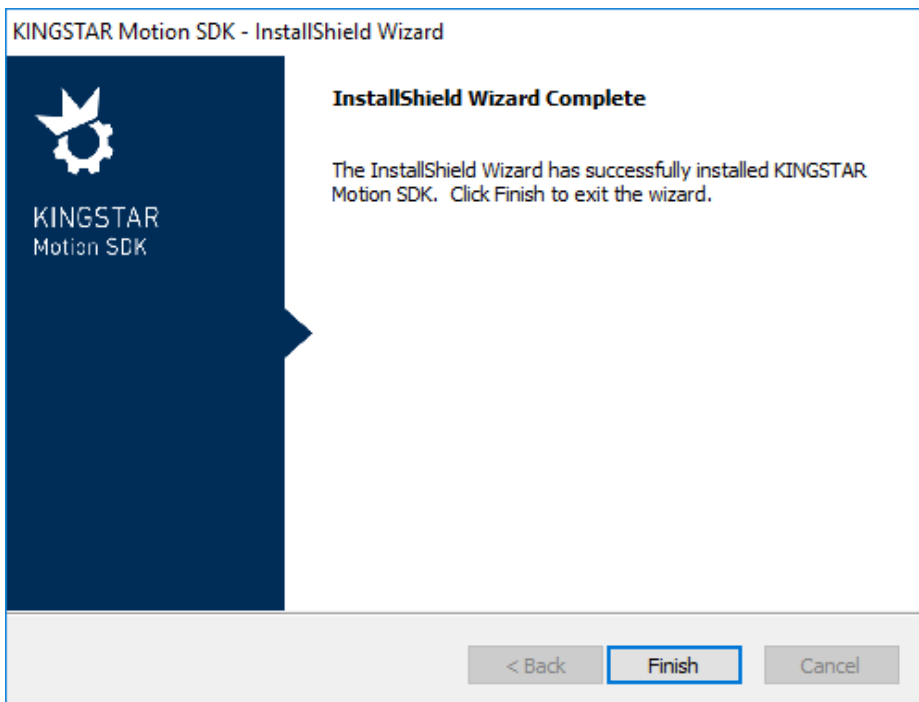 KINGSTAR Motion SDK - InstallShield Wizard
KINGSTAR
Motion SDK
InstallShield Wizard Complete
The InstallShield Wizard has successfully installed KINGSTAR
Motion SDK.  Click Finish to exit the wizard.
< Back
Finish
Cancel